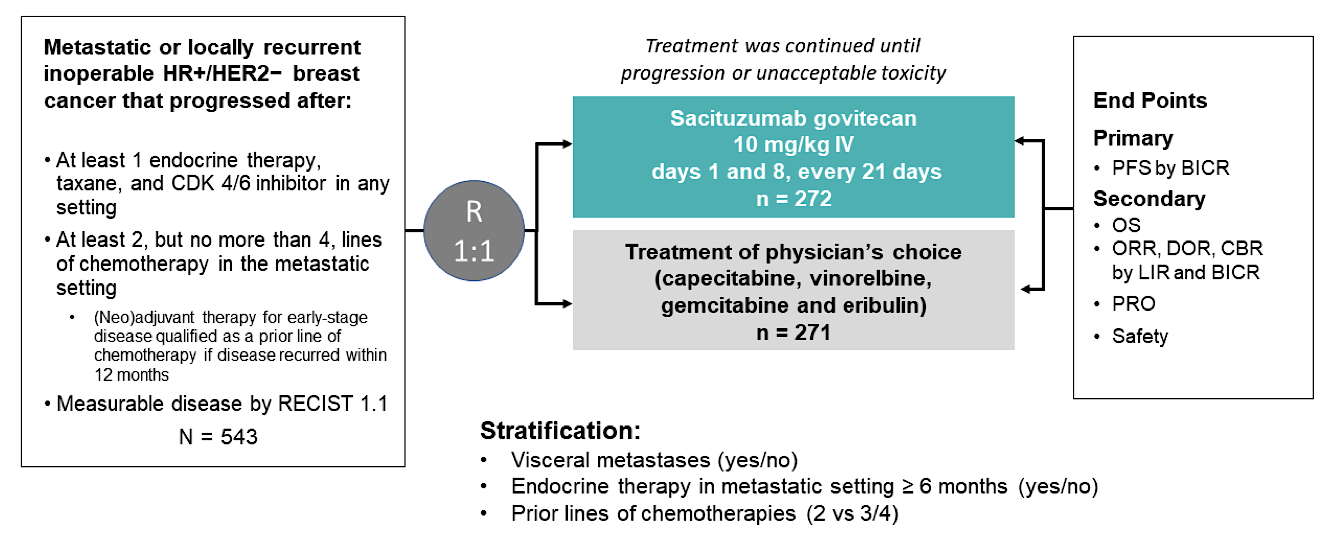 Metastatic or locally recurrent
inoperable HR+/HER2− breast
cancer that progressed after:
• At least 1 endocrine therapy,
taxane, and CDK 4/6 inhibitor in any
setting
• At least 2, but no more than 4, lines
of chemotherapy in the metastatic
setting
• (Neo)adjuvant therapy for early-stage
disease qualified as a prior line of
chemotherapy if disease recurred within
12 months
• Measurable disease by RECIST 1.1
N = 543
R
1:1
Treatment was continued until
progression or unacceptable toxicity
Sacituzumab govitecan
10 mg/kg IV
days 1 and 8, every 21 days
n = 272
Treatment of physician’s choice
(capecitabine, vinorelbine,
gemcitabine and eribulin)
n = 271
End Points
Primary
• PFS by BICR
Secondary
• OS
• ORR, DOR, CBR
by LIR and BICR
• PRO
• Safety
Stratification:
• Visceral metastases (yes/no)
• Endocrine therapy in metastatic setting ≥ 6 months (yes/no)
• Prior lines of chemotherapies (2 vs 3/4)